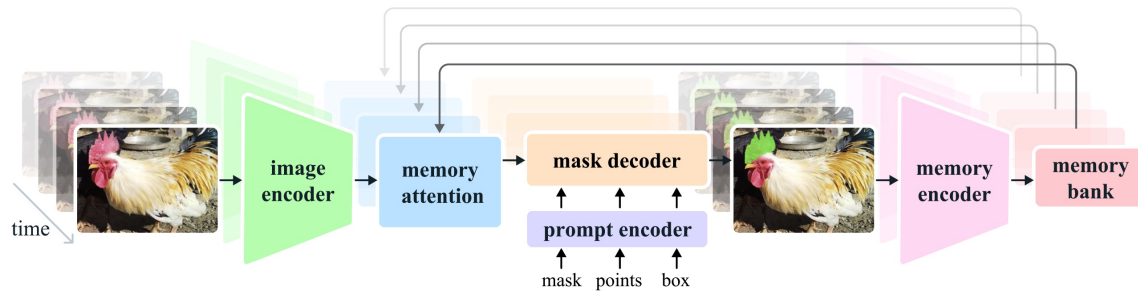 time
image
encoder
memory
attention
mask decoder
prompt encoder
mask points box
memory
encoder
memory
bank